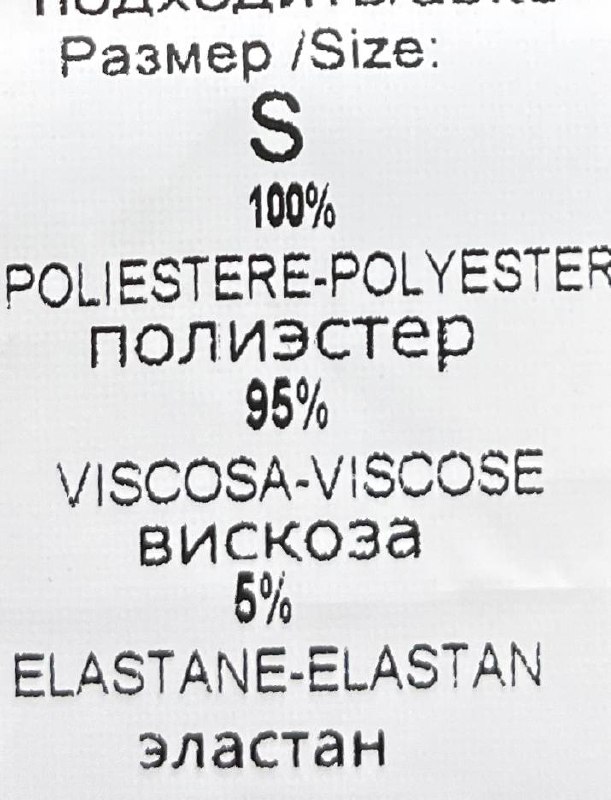 Размер /Size:
S
100%
POLIESTERE-POLYESTER
полиэстер
95%
VISCOSA-VISCOSE
вискоза
5%
ELASTANE-ELASTAN
эластан